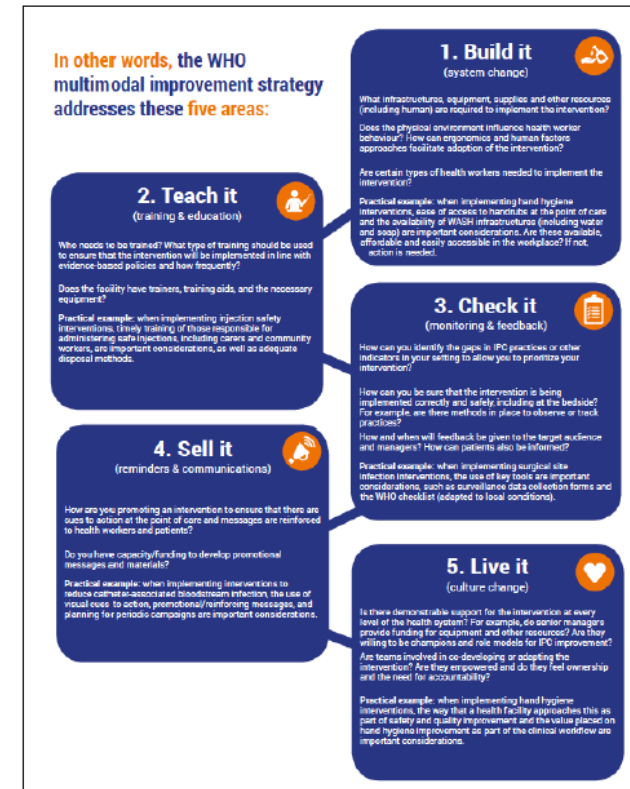 In other words, the WHO
multimodal improvement strategy
addresses these five areas:
1. Build it
(system change)
What infrastructures, equipment, supplies and other resources
(including human) are required to implement the intervention?
Does the physical environment influence health worker
behaviour? How can ergonomics and human factors
approaches facilitate adoption of the intervention?
Are certain types of health workers needed to implement the
intervention?
Practical example: when implementing hand hygiene
interventions, ease of access to handrubs at the point of care
and the availability of WASH infrastructures (including water
and soap) are important considerations. Are these available,
affordable and easily accessible in the workplace? If not,
action is needed.
2. Teach it
(training & education)
Who needs to be trained? What type of training should be used
to ensure that the intervention will be implemented in line with
evidence-based policies and how frequently?
Does the facility have trainers, training aids, and the necessary
equipment?
Practical example: when implementing injection safety
interventions, timely training of those responsible for
administering safe injections, including carers and community
workers, are important considerations, as well as adequate
disposal methods.
3. Check it
(monitoring & feedback)
How can you identify the gaps in IPC practices or other
indicators in your setting to allow you to prioritize your
intervention?
How can you be sure that the intervention is being
implemented correctly and safely, including at the bedside?
For example, are there methods in place to observe or track
practices?
How and when will feedback be given to the target audience
and managers? How can patients also be informed?
Practical example: when implementing surgical site
infection interventions, the use of key tools are important
considerations, such as surveillance data collection forms and
the WHO checklist (adapted to local conditions).
4. Sell it
(reminders & communications)
How are you promoting an intervention to ensure that there are
cues to action at the point of care and messages are reinforced
to health workers and patients?
Do you have capacity/funding to develop promotional
messages and materials?
Practical example: when implementing interventions to
reduce catheter-associated bloodstream infection, the use of
visual cues to action, promotional/reinforcing messages, and
planning for periodic campaigns are important considerations.
5. Live it
(culture change)
Is there demonstrable support for the intervention at every
level of the health system? For example, do senior managers
provide funding for equipment and other resources? Are they
willing to be champions and role models for IPC improvement?
Are teams involved in co-developing or adapting the
intervention? Are they empowered and do they feel ownership
and the need for accountability?
Practical example: when implementing hand hygiene
interventions, the way that a health facility approaches this as
part of safety and quality improvement and the value placed on
hand hygiene improvement as part of the clinical workflow are
important considerations.